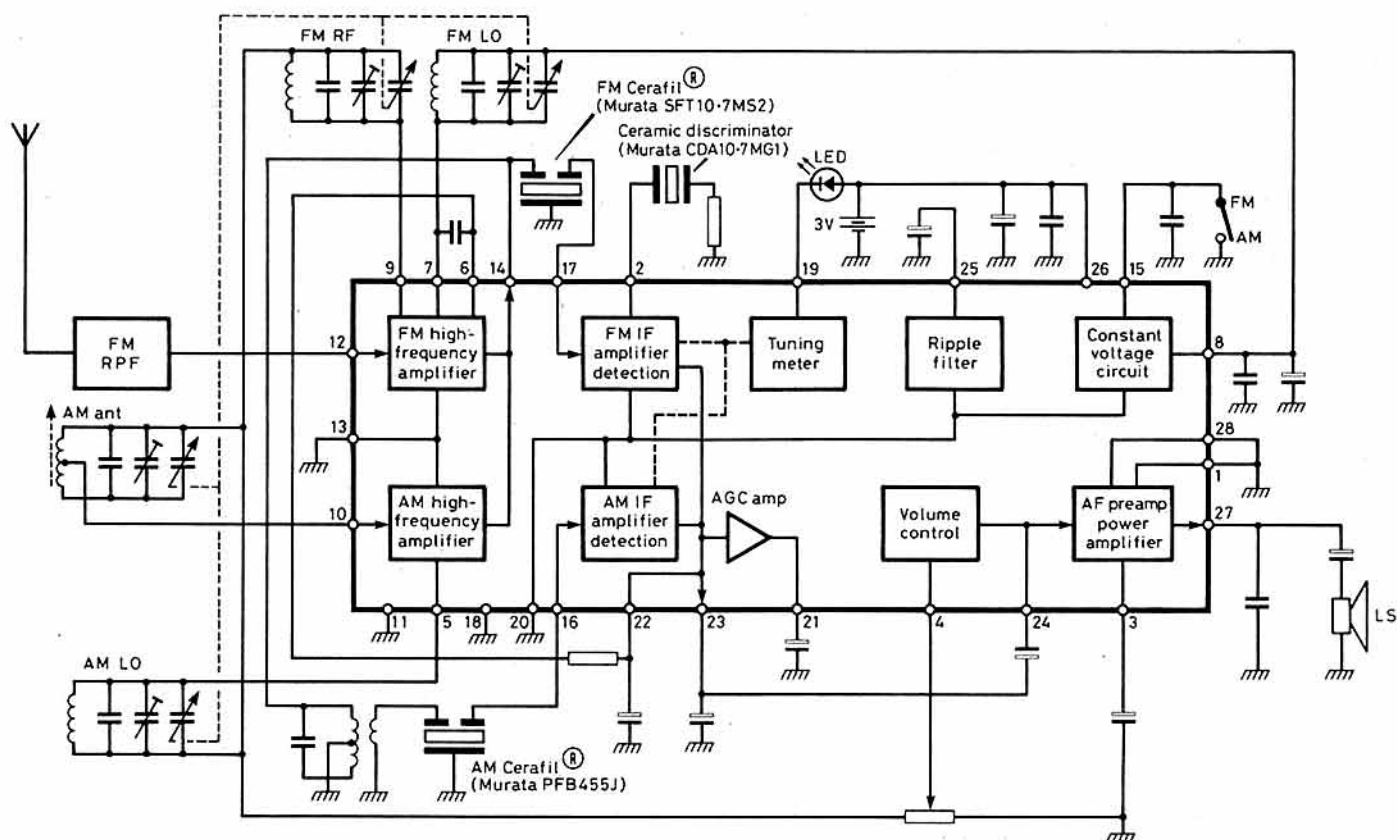 FM RF
FM LO
FM Cerafil®
(Murata SFT10·7MS2)
Ceramic discriminator
(Murata CDA10·7MG1)
LED
3V
FM
AM
9
7
6
14
17
2
19
25
26
15
FM
RPF
12
FM high-
frequency
amplifier
FM IF
amplifier
detection
Tuning
meter
Ripple
filter
Constant
voltage
circuit
8
AM ant
13
28
1
10
AM high-
frequency
amplifier
AM IF
amplifier
detection
AGC amp
Volume
control
AF preamp
power
amplifier
27
LS
11
5
18
20
16
22
23
21
4
24
3
AM LO
AM Cerafil®
(Murata PFB455J)